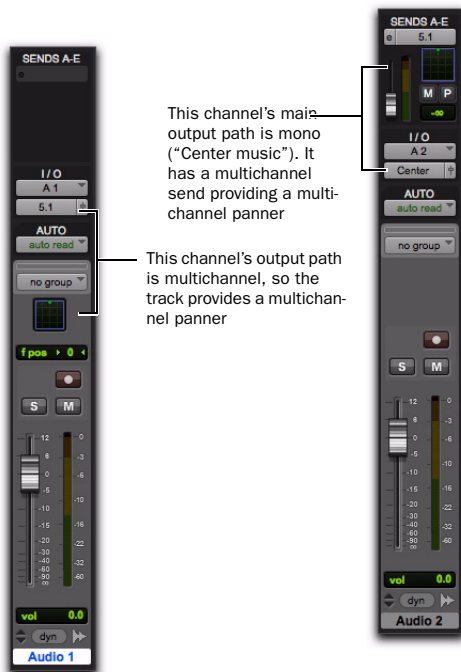 SENDS A-E
e
I / O
A 1
5.1
AUTO
auto read
no group
f pos 0
S M
12
6
0
-5
-10
-15
-20
-30
-40
-60
-90
∞
0
-3
-6
-10
-16
-22
-32
-60
vol 0.0
dyn
Audio 1
This channel's main
output path is mono
("Center music"). It
has a multichannel
send providing a multi-
channel panner
This channel's output path
is multichannel, so the
track provides a multichan-
nel panner
SENDS A-E
e 5.1
M P
-∞
I / O
A 2
Center
AUTO
auto read
no group
S M
12
6
0
-5
-10
-15
-20
-30
-40
-60
-90
∞
0
-3
-6
-10
-16
-22
-32
-60
vol 0.0
dyn
Audio 2